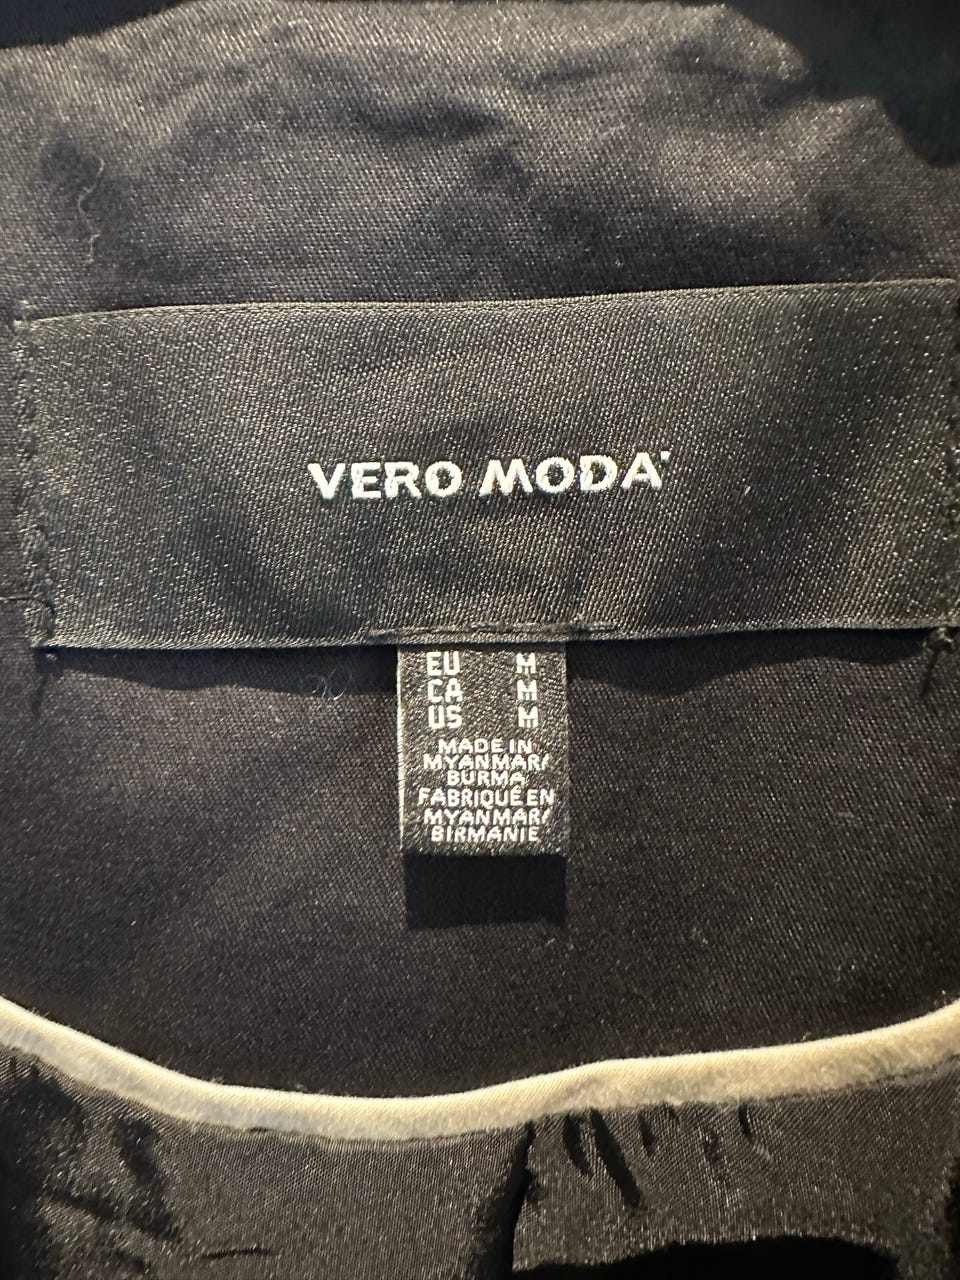 VERO MODA
EU M
CA M
US M
MADE IN
MYANMAR/
BURMA
FABRIQUÉ EN
MYANMAR/
BIRMANIE